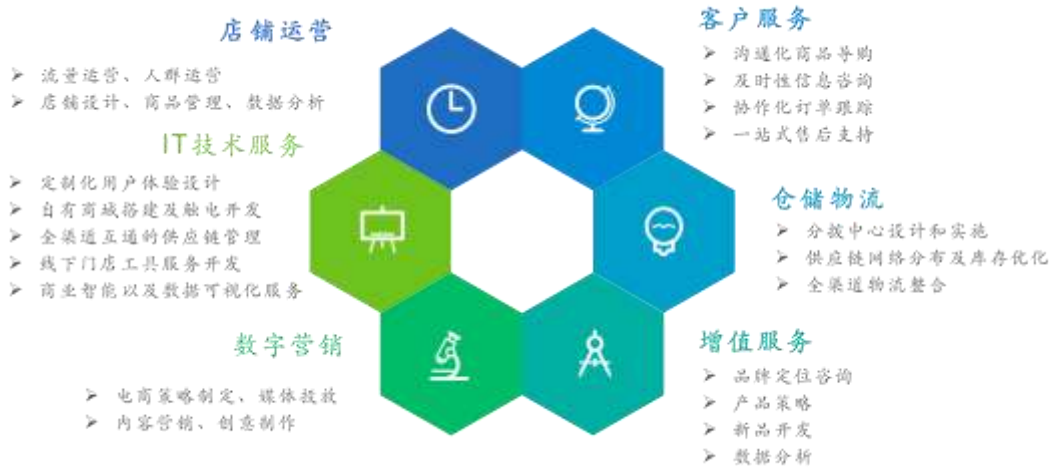 店铺运营
➢ 流量运营、人群运营
➢ 店铺设计、商品管理、数据分析
IT技术服务
➢ 定制化用户体验设计
➢ 自有商城搭建及触电开发
➢ 全渠道互通的供应链管理
➢ 线下门店工具服务开发
➢ 商业智能以及数据可视化服务
数字营销
➢ 电商策略制定、媒体投放
➢ 内容营销、创意制作
客户服务
➢ 沟通化商品导购
➢ 及时性信息咨询
➢ 协作化订单跟踪
➢ 一站式售后支持
仓储物流
➢ 分拨中心设计和实施
➢ 供应链网络分布及库存优化
➢ 全渠道物流整合
增值服务
➢ 品牌定位咨询
➢ 产品策略
➢ 新品开发
➢ 数据分析